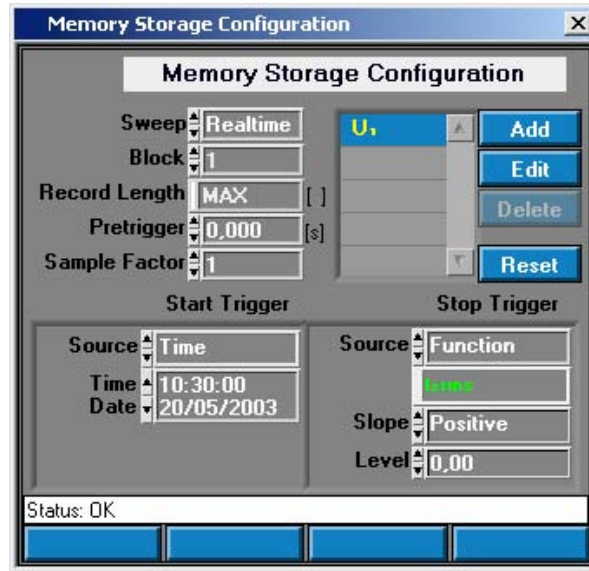 Memory Storage Configuration
Memory Storage Configuration
Sweep Realtime
Block 1
Record Length MAX [ ]
Pretrigger 0,000 [s]
Sample Factor 1
U₁
Add
Edit
Delete
Reset
Start Trigger
Source Time
Time 10:30:00
Date 20/05/2003
Stop Trigger
Source Function
Slope Positive
Level 0,00
Status: OK